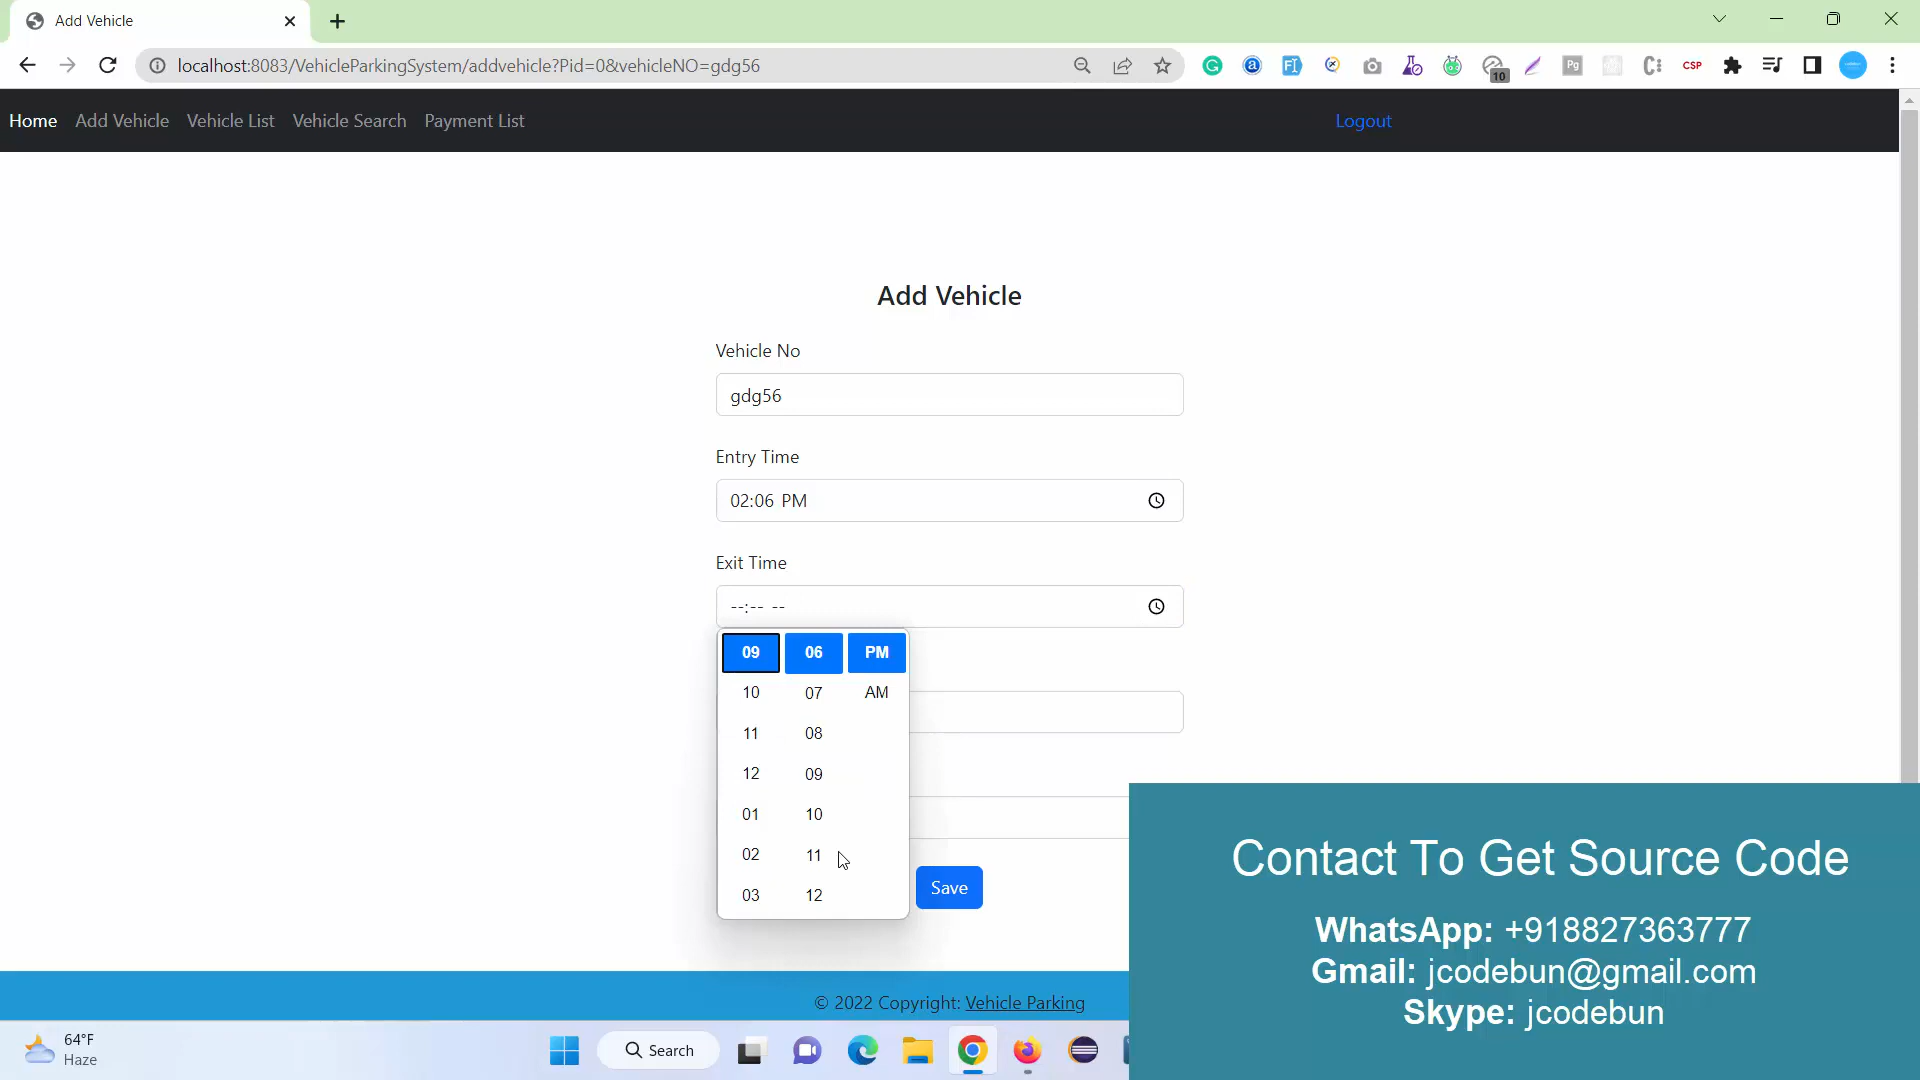 Add Vehicle
localhost:8083/VehicleParkingSystem/addvehicle?Pid=0&vehicleNO=gdg56
10
Pg
CSP
Home Add Vehicle Vehicle List Vehicle Search Payment List Logout
Add Vehicle
Vehicle No
gdg56
Entry Time
02:06 PM
Exit Time
--:-- --
09 06 PM
10 07 AM
11 08
12 09
01 10
02 11
03 12
Save
© 2022 Copyright: Vehicle Parking
Contact To Get Source Code
WhatsApp: +918827363777
Gmail: jcodebun@gmail.com
Skype: jcodebun
64°F
Haze
Search